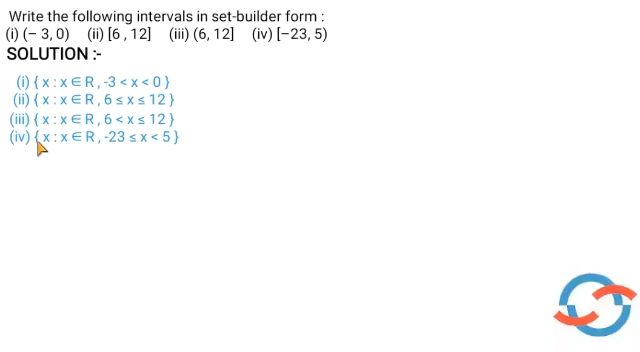 Write the following intervals in set-builder form :
(i) (– 3, 0) (ii) [6 , 12] (iii) (6, 12] (iv) [–23, 5)
SOLUTION :-
(i) { x : x ∈ R , -3 < x < 0 }
(ii) { x : x ∈ R , 6 ≤ x ≤ 12 }
(iii) { x : x ∈ R , 6 < x ≤ 12 }
(iv) { x : x ∈ R , -23 ≤ x < 5 }